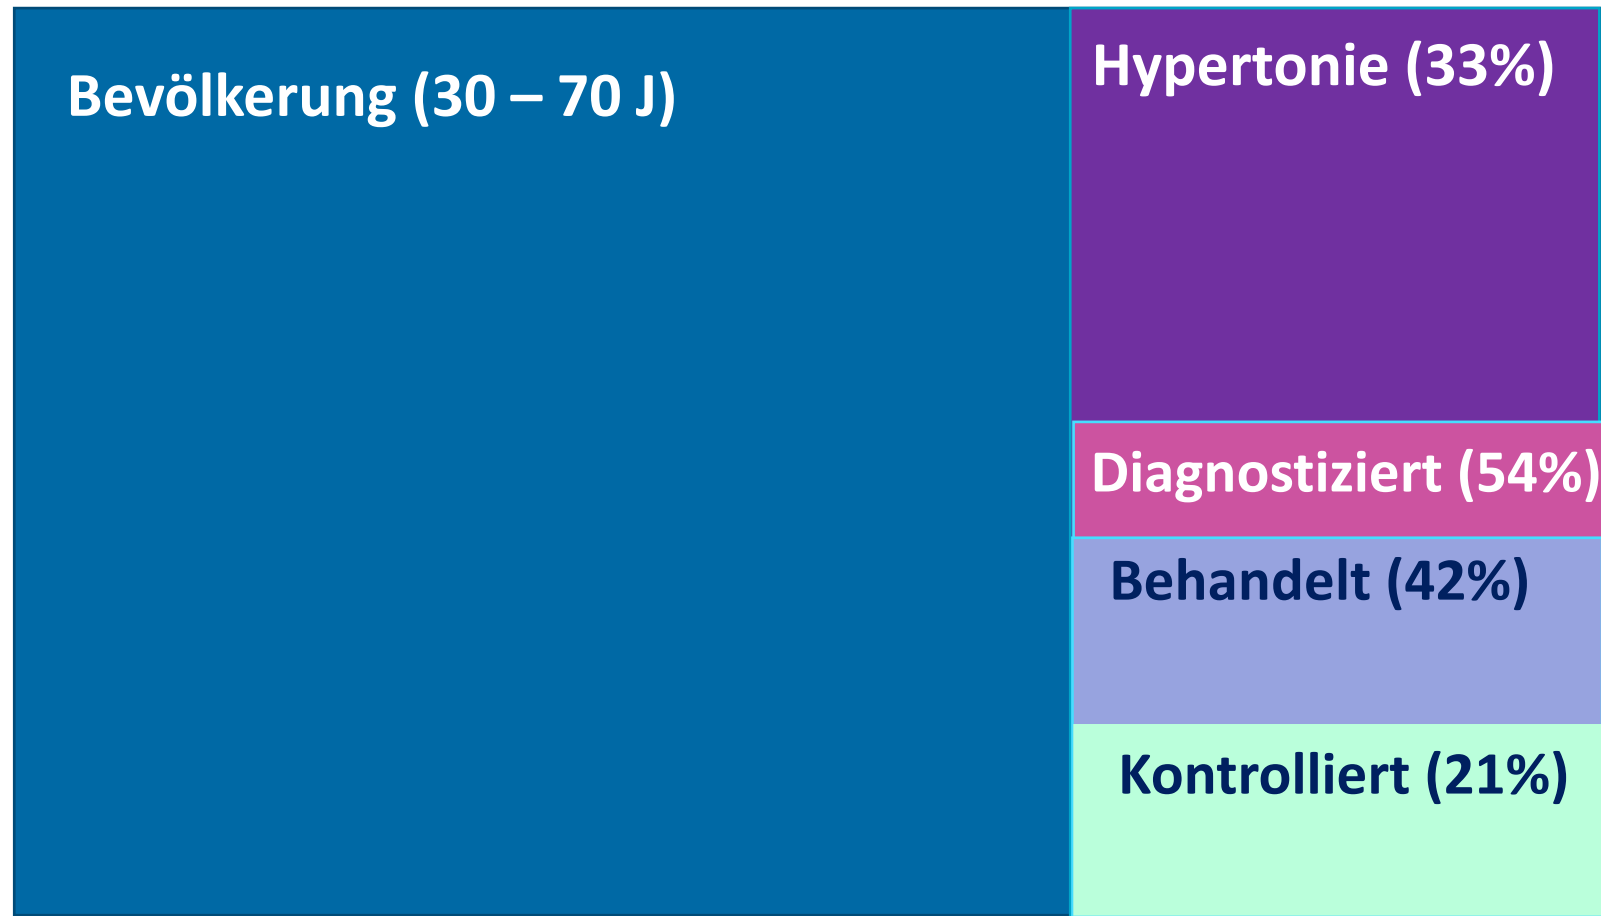 Bevölkerung (30 – 70 J)
Hypertonie (33%)
Diagnostiziert (54%)
Behandelt (42%)
Kontrolliert (21%)